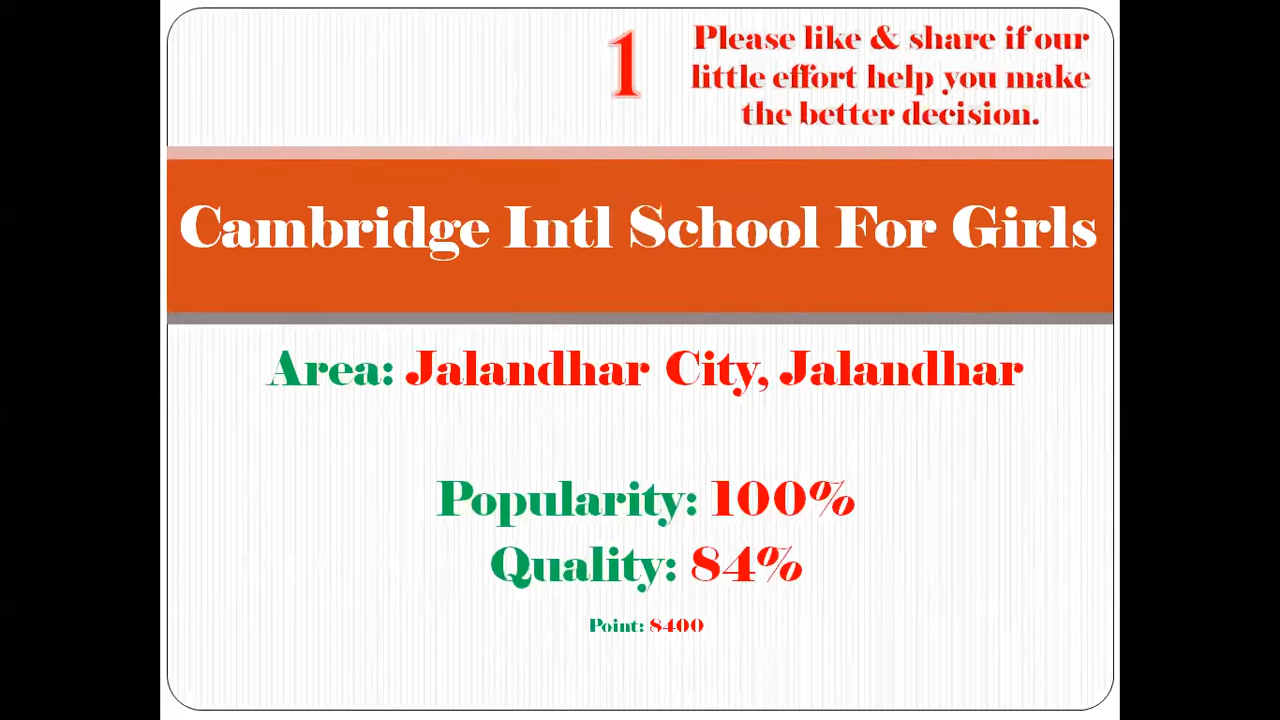 1
Please like & share if our
little effort help you make
the better decision.
Cambridge Intl School For Girls
Area: Jalandhar City, Jalandhar
Popularity: 100%
Quality: 84%
Point: 8400